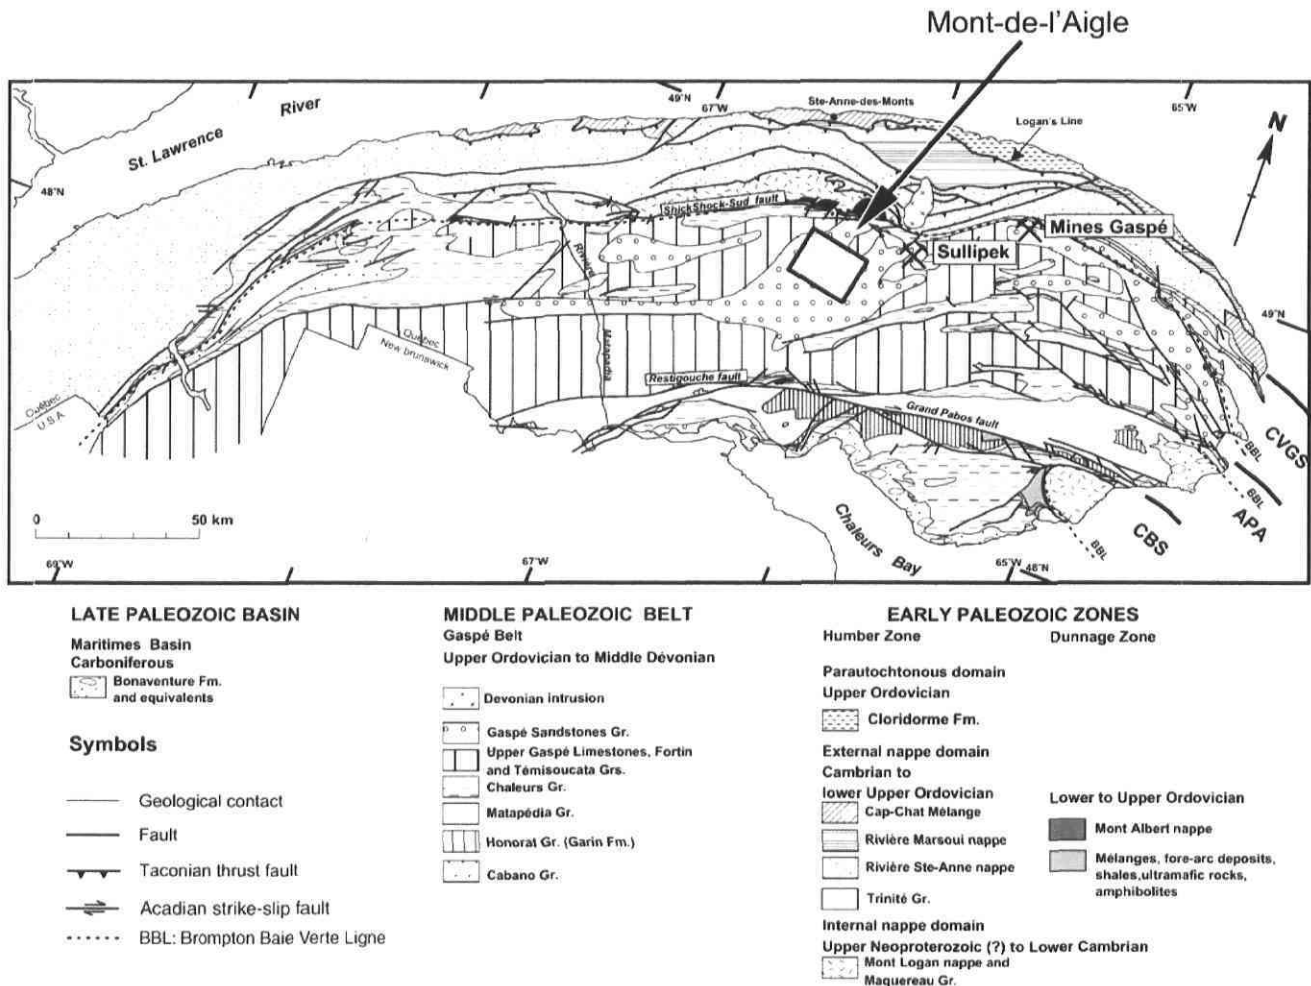 Mont-de-l'Aigle
River
St. Lawrence
49°N
67°W
Ste-Anne-des-Monts
65°W
Logan's Line
N
48°N
ShickShock-Sud fault
Mines Gaspé
Sullipek
Rivière
Matapédia
49°N
Québec
New brunswick
Québec
U.S.A.
Restigouche fault
Grand Pabos fault
BBL
CVGS
BBL
APA
CBS
BBL
Chaleurs Bay
0 50 km
69°W
67°W
65°W
48°N
LATE PALEOZOIC BASIN
Maritimes Basin
Carboniferous
Bonaventure Fm.
and equivalents
Symbols
Geological contact
Fault
Taconian thrust fault
Acadian strike-slip fault
BBL: Brompton Baie Verte Ligne
MIDDLE PALEOZOIC BELT
Gaspé Belt
Upper Ordovician to Middle Dévonian
Devonian intrusion
Gaspé Sandstones Gr.
Upper Gaspé Limestones, Fortin
and Témisoucata Grs.
Chaleurs Gr.
Matapédia Gr.
Honorat Gr. (Garin Fm.)
Cabano Gr.
EARLY PALEOZOIC ZONES
Humber Zone
Dunnage Zone
Parautochtonous domain
Upper Ordovician
Cloridorme Fm.
External nappe domain
Cambrian to
lower Upper Ordovician
Cap-Chat Mélange
Rivière Marsoui nappe
Rivière Ste-Anne nappe
Trinité Gr.
Internal nappe domain
Upper Neoproterozoic (?) to Lower Cambrian
Mont Logan nappe and
Maquereau Gr.
Lower to Upper Ordovician
Mont Albert nappe
Mélanges, fore-arc deposits,
shales,ultramafic rocks,
amphibolites